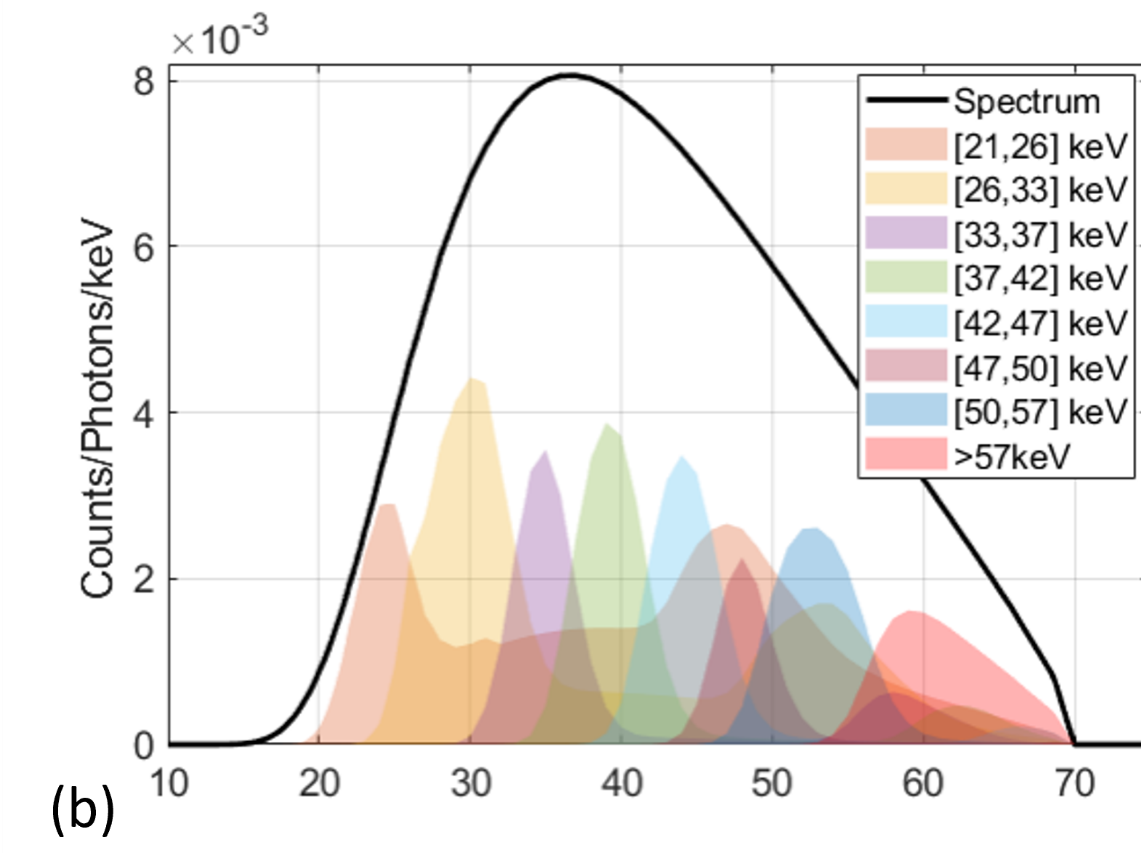 ×10⁻³
8
6
4
2
0
Counts/Photons/keV
10 20 30 40 50 60 70
Spectrum
[21,26] keV
[26,33] keV
[33,37] keV
[37,42] keV
[42,47] keV
[47,50] keV
[50,57] keV
>57keV
(b)